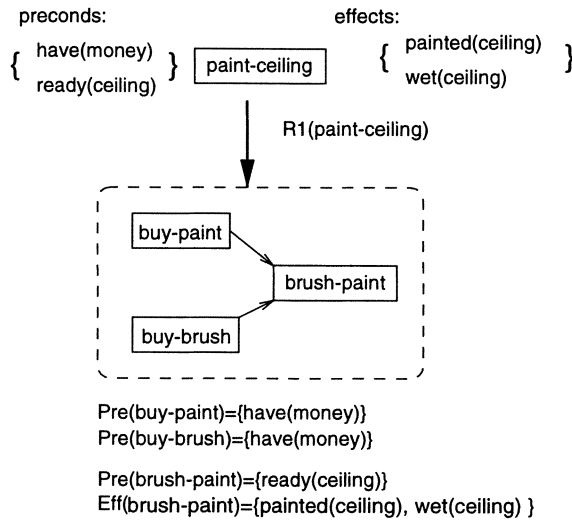 preconds:
effects:
{ have(money)
ready(ceiling) }
paint-ceiling
{ painted(ceiling)
wet(ceiling) }
R1(paint-ceiling)
buy-paint
brush-paint
buy-brush
Pre(buy-paint)={have(money)}
Pre(buy-brush)={have(money)}
Pre(brush-paint)={ready(ceiling)}
Eff(brush-paint)={painted(ceiling), wet(ceiling) }